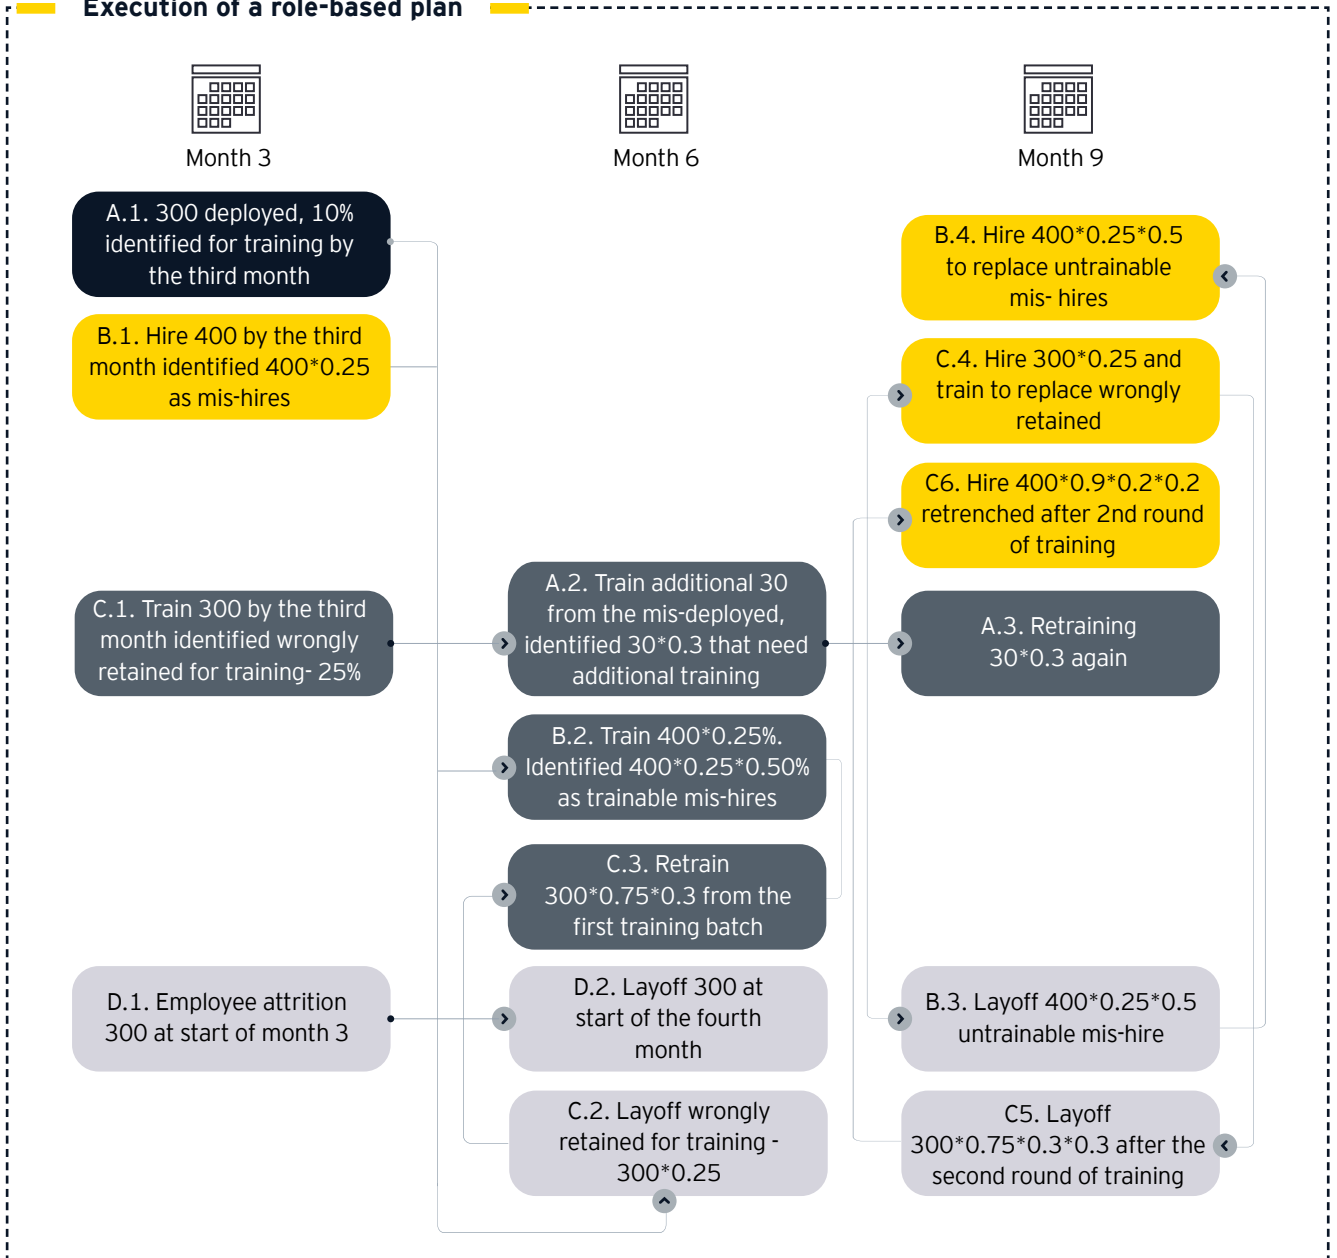 Execution of a role-based plan
Month 3
Month 6
Month 9
A.1. 300 deployed, 10%
identified for training by
the third month
B.1. Hire 400 by the third
month identified 400*0.25
as mis-hires
C.1. Train 300 by the third
month identified wrongly
retained for training- 25%
D.1. Employee attrition
300 at start of month 3
A.2. Train additional 30
from the mis-deployed,
identified 30*0.3 that need
additional training
B.2. Train 400*0.25%.
Identified 400*0.25*0.50%
as trainable mis-hires
C.3. Retrain
300*0.75*0.3 from the
first training batch
D.2. Layoff 300 at
start of the fourth
month
C.2. Layoff wrongly
retained for training -
300*0.25
B.4. Hire 400*0.25*0.5
to replace untrainable
mis- hires
C.4. Hire 300*0.25 and
train to replace wrongly
retained
C6. Hire 400*0.9*0.2*0.2
retrenched after 2nd round
of training
A.3. Retraining
30*0.3 again
B.3. Layoff 400*0.25*0.5
untrainable mis-hire
C5. Layoff
300*0.75*0.3*0.3 after the
second round of training